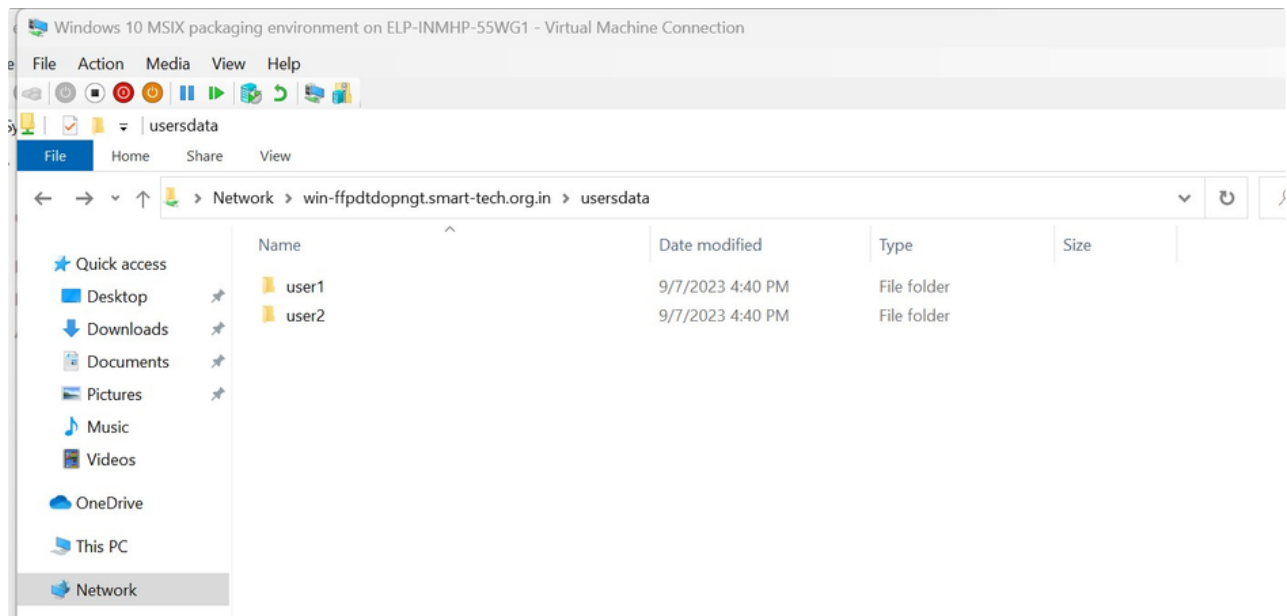 Windows 10 MSIX packaging environment on ELP-INMHP-55WG1 - Virtual Machine Connection
File Action Media View Help
usersdata
File Home Share View
Network > win-ffpdtdopngt.smart-tech.org.in > usersdata
Name Date modified Type Size
Quick access
Desktop
Downloads
Documents
Pictures
Music
Videos
OneDrive
This PC
Network
user1 9/7/2023 4:40 PM File folder
user2 9/7/2023 4:40 PM File folder